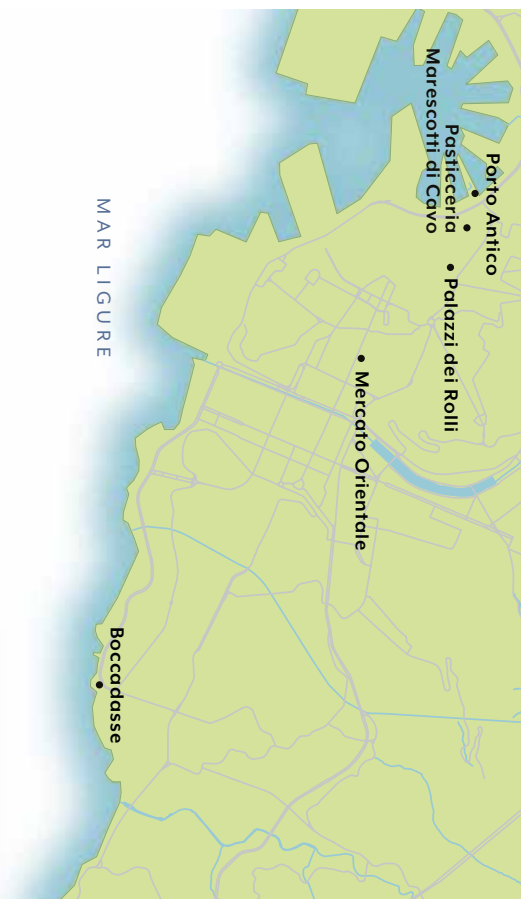 Porto Antico
Pasticceria
Marescotti di Cavo
Palazzi dei Rolli
Mercato Orientale
MAR LIGURE
Boccadasse